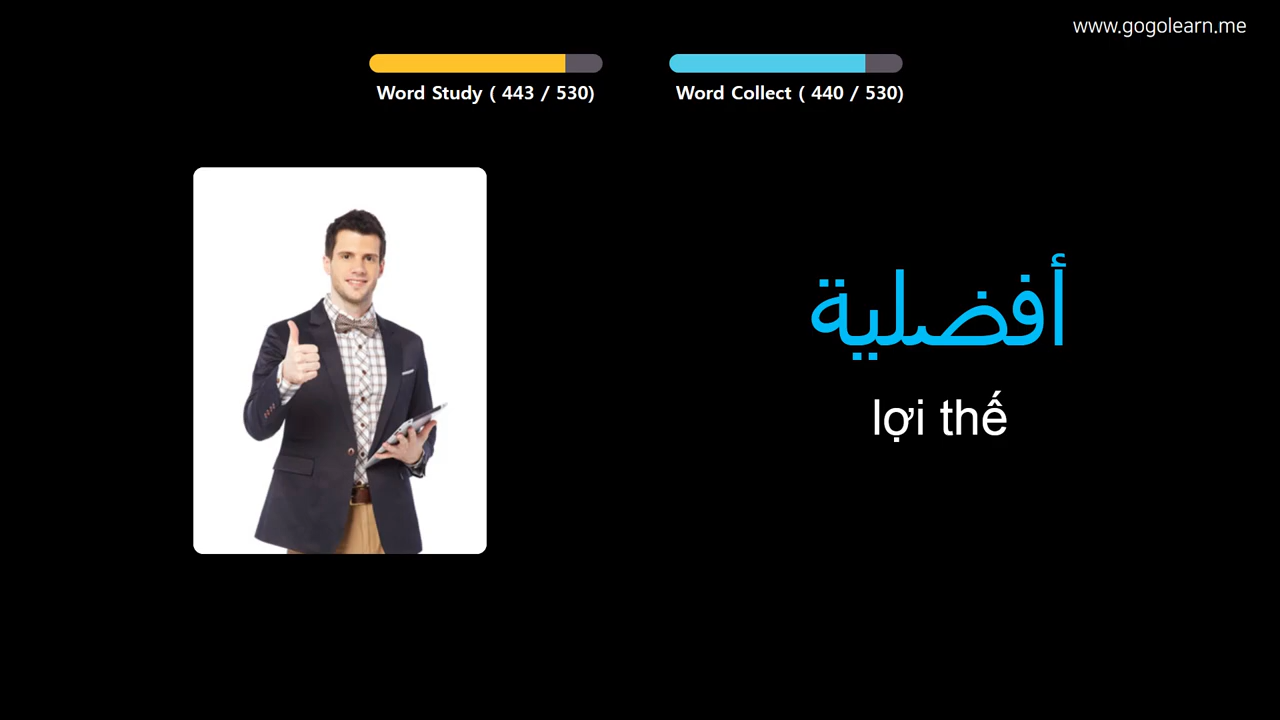 www.gogolearn.me
Word Study ( 443 / 530)
Word Collect ( 440 / 530)
أفضلية
lợi thế